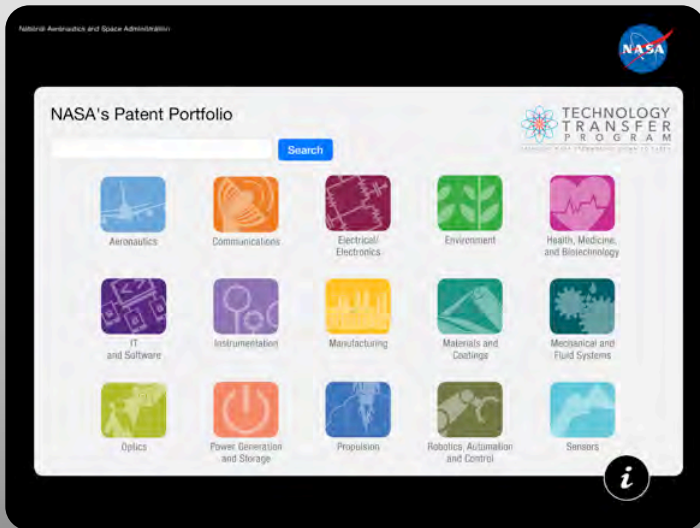 National Aeronautics and Space Administration
NASA
NASA's Patent Portfolio
TECHNOLOGY
TRANSFER
PROGRAM
Search
Aeronautics
Communications
Electrical/
Electronics
Environment
Health, Medicine,
and Biotechnology
IT
and Software
Instrumentation
Manufacturing
Materials and
Coatings
Mechanical and
Fluid Systems
Optics
Power Generation
and Storage
Propulsion
Robotics, Automation
and Control
Sensors
i